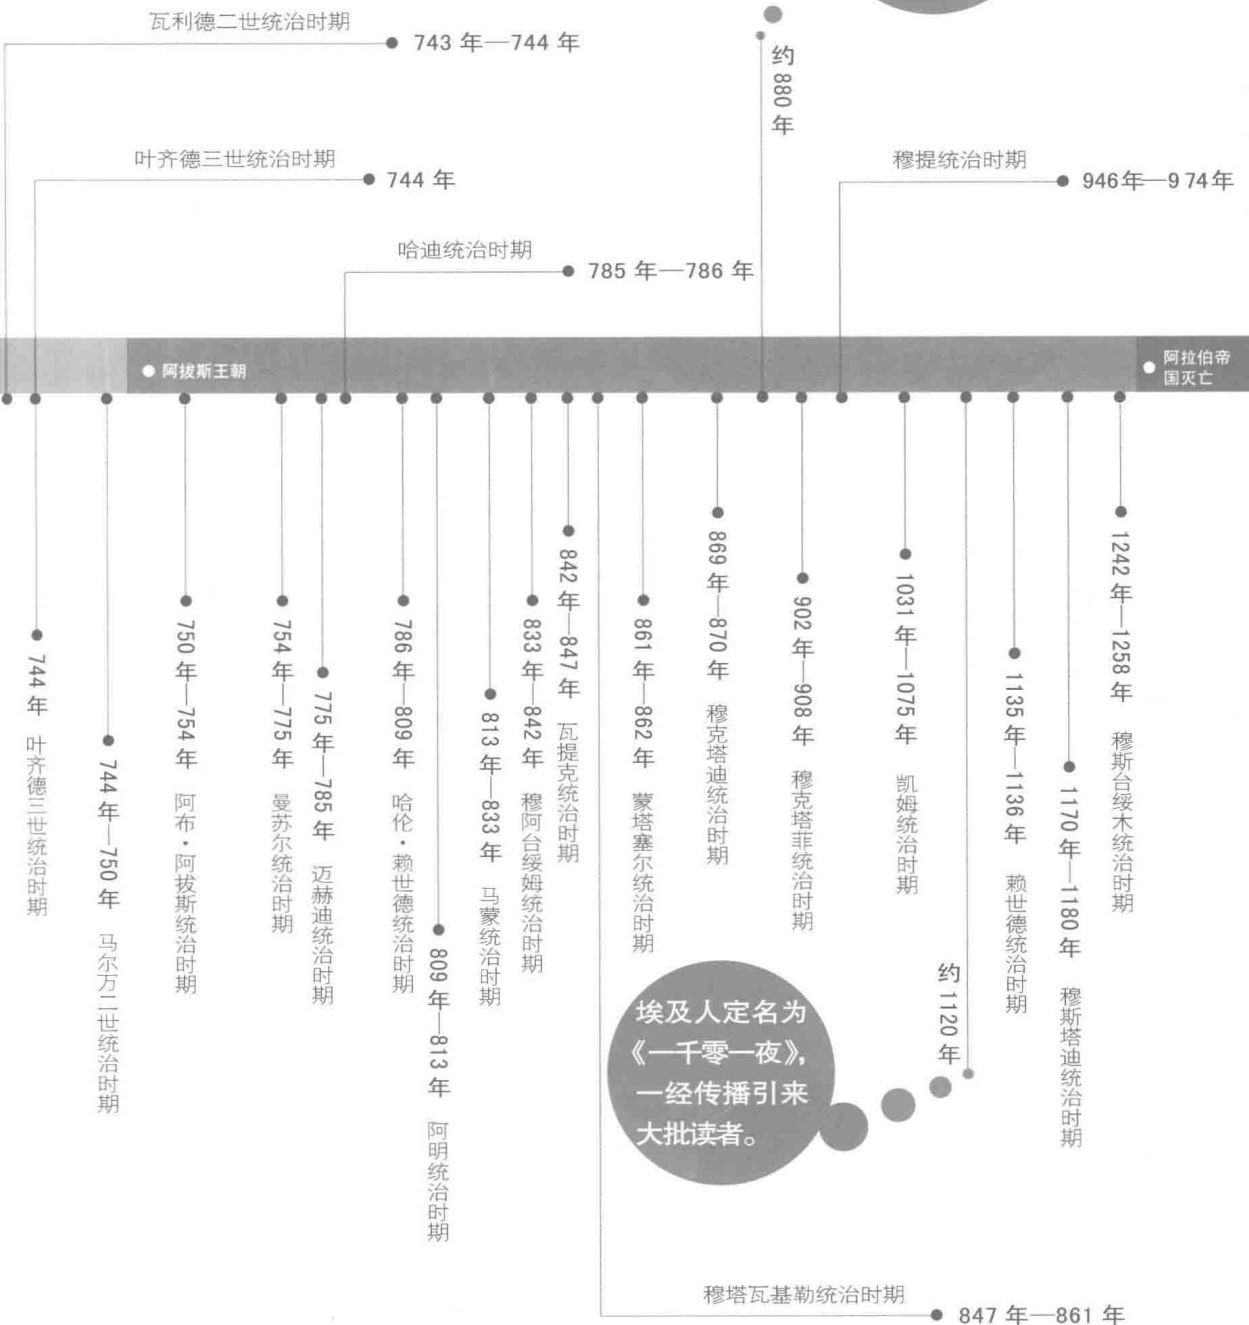 瓦利德二世统治时期
743 年—744 年
约 880 年
叶齐德三世统治时期
744 年
穆提统治时期
946年—974年
哈迪统治时期
785 年—786 年
阿拔斯王朝
阿拉伯帝
国灭亡
744 年 叶齐德三世统治时期
744 年—750 年 马尔万二世统治时期
750 年—754 年 阿布·阿拔斯统治时期
754 年—775 年 曼苏尔统治时期
775 年—785 年 迈赫迪统治时期
786 年—809 年 哈伦·赖世德统治时期
809 年—813 年 阿明统治时期
813 年—833 年 马蒙统治时期
833 年—842 年 穆阿台绥姆统治时期
842 年—847 年 瓦提克统治时期
861 年—862 年 蒙塔塞尔统治时期
869 年—870 年 穆克塔迪统治时期
902 年—908 年 穆克塔菲统治时期
1031 年—1075 年 凯姆统治时期
约 1120 年
1135 年—1136 年 赖世德统治时期
1170 年—1180 年 穆斯塔迪统治时期
1242 年—1258 年 穆斯台绥木统治时期
埃及人定名为
《一千零一夜》,
一经传播引来
大批读者。
穆塔瓦基勒统治时期
847 年—861 年